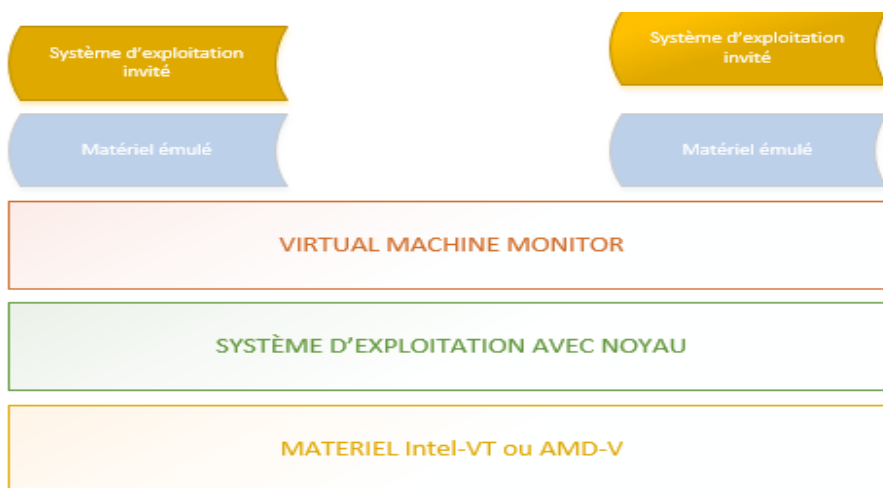 Système d'exploitation
invité
Système d'exploitation
invité
Matériel émulé
Matériel émulé
VIRTUAL MACHINE MONITOR
SYSTÈME D'EXPLOITATION AVEC NOYAU
MATERIEL Intel-VT ou AMD-V